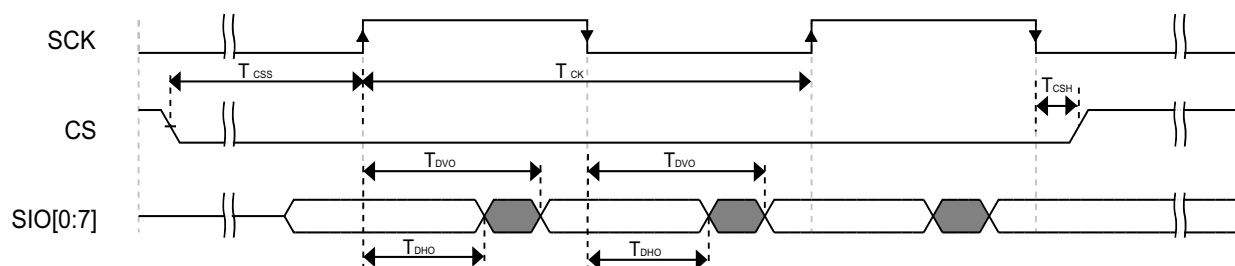 SCK
T CSS
T CK
T CSH
CS
T DVO
T DVO
SIO[0:7]
T DHO
T DHO